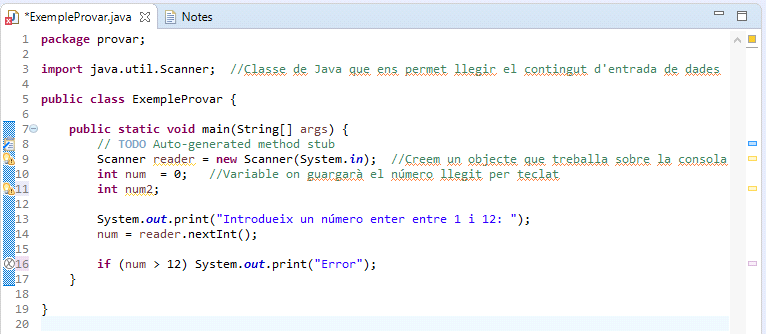 *ExempleProvar.java Notes
1 package provar;
2
3 import java.util.Scanner;  //Classe de Java que ens permet llegir el contingut d'entrada de dades
4
5 public class ExempleProvar {
6
7     public static void main(String[] args) {
8         // TODO Auto-generated method stub
9         Scanner reader = new Scanner(System.in);  //Creem un objecte que treballa sobre la consola
10         int num  = 0;   //Variable on guargarà el número llegit per teclat
11         int num2;
12
13         System.out.print("Introdueix un número enter entre 1 i 12: ");
14         num = reader.nextInt();
15
16         if (num > 12) System.out.print("Error");
17     }
18
19 }
20